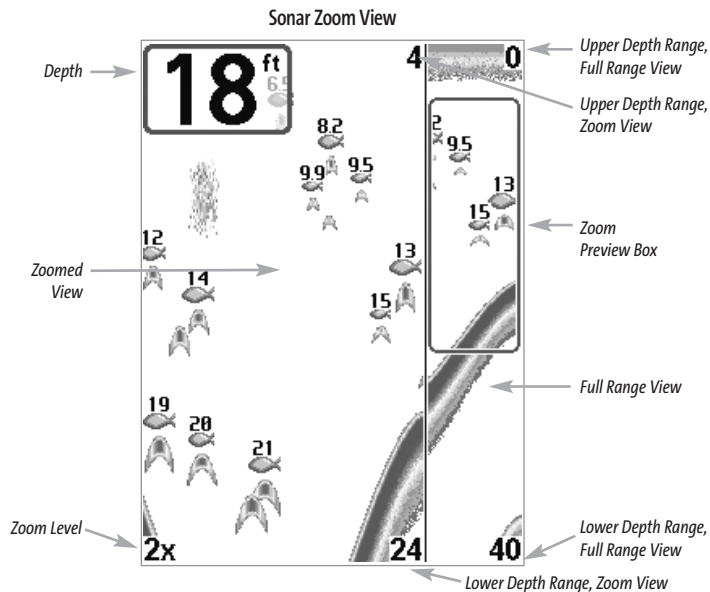 Sonar Zoom View
Depth
18 ft
6.5
4
0
Upper Depth Range,
Full Range View
Upper Depth Range,
Zoom View
8.2
9.9
9.5
2
9.5
13
15
Zoom
Preview Box
12
14
13
15
Zoomed
View
Full Range View
19
20
21
Zoom Level
2x
24
40
Lower Depth Range,
Full Range View
Lower Depth Range, Zoom View